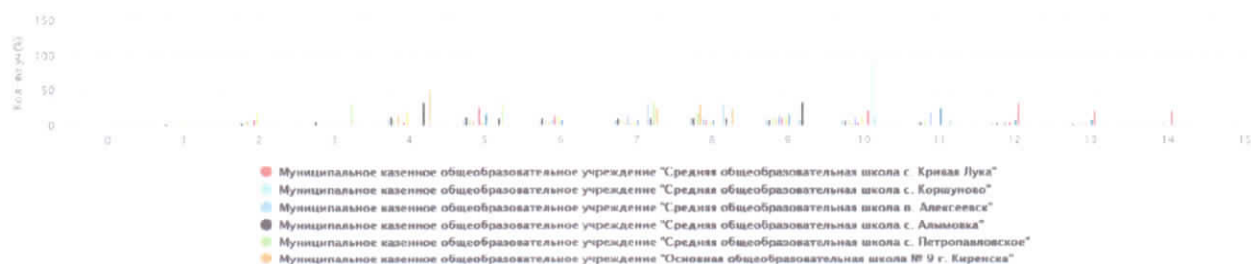 150
100
50
0
Кол-во уч(%)
0 1 2 3 4 5 6 7 8 9 10 11 12 13 14 15
Муниципальное казенное общеобразовательное учреждение "Средняя общеобразовательная школа с. Кривая Лука"
Муниципальное казенное общеобразовательное учреждение "Средняя общеобразовательная школа с. Коршуново"
Муниципальное казенное общеобразовательное учреждение "Средняя общеобразовательная школа п. Алексеевск"
Муниципальное казенное общеобразовательное учреждение "Средняя общеобразовательная школа с. Алымовка"
Муниципальное казенное общеобразовательное учреждение "Средняя общеобразовательная школа с. Петропавловское"
Муниципальное казенное общеобразовательное учреждение "Основная общеобразовательная школа № 9 г. Киренска"